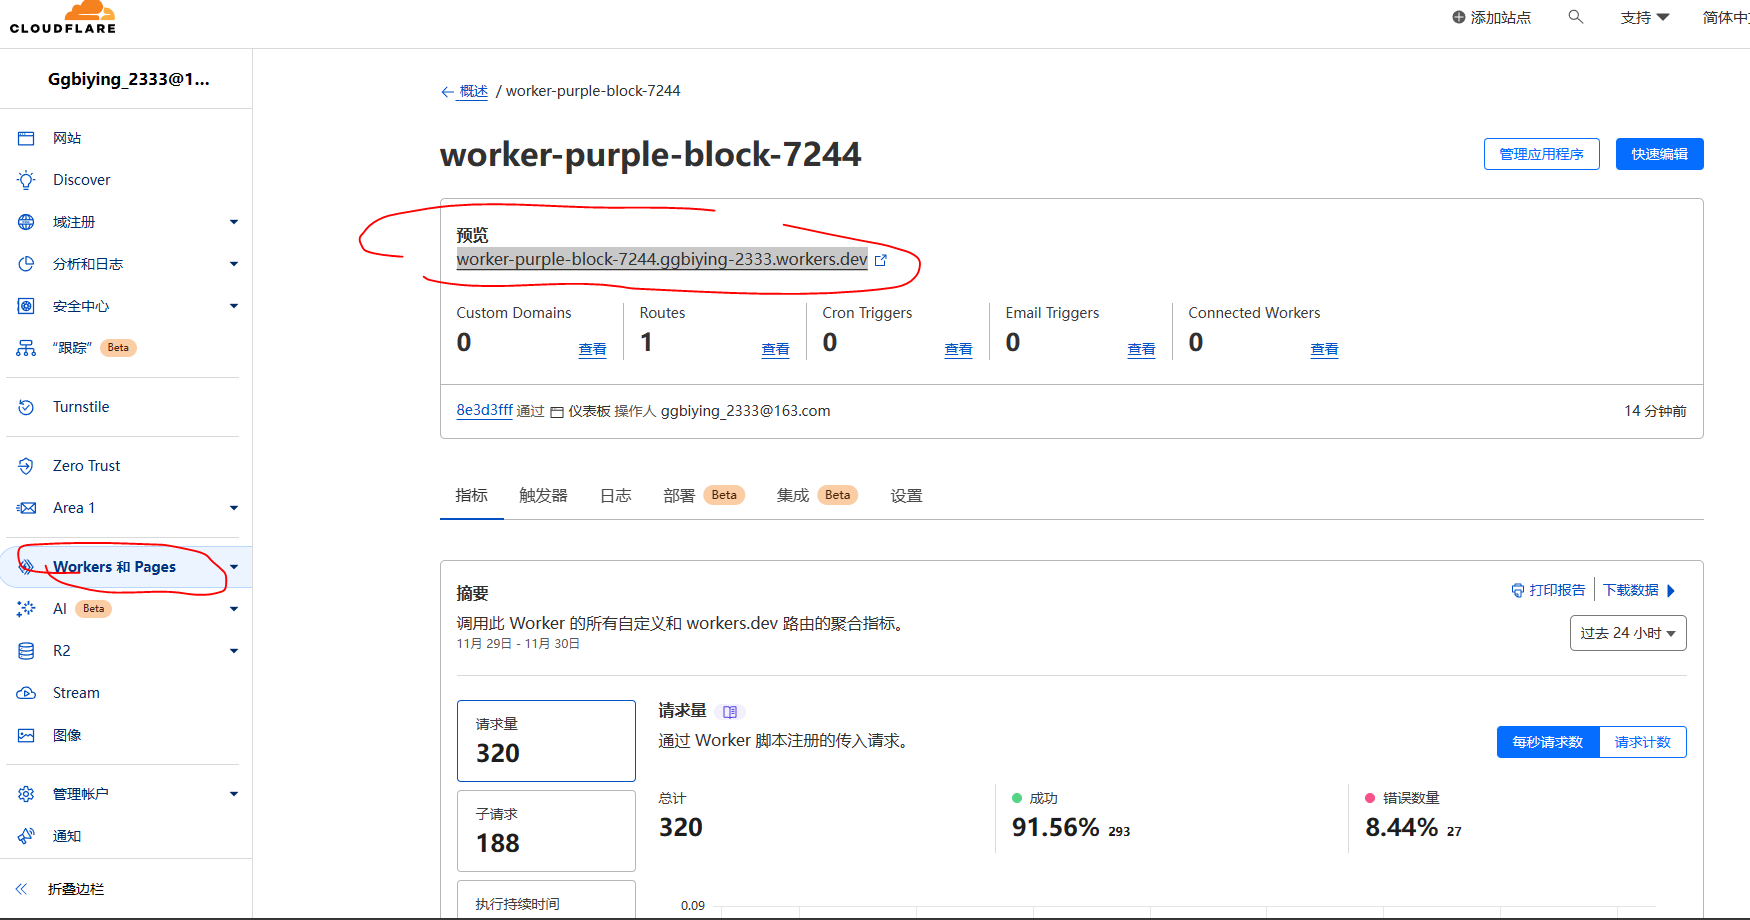 CLOUDFLARE
添加站点
支持
简体中
Ggbiying_2333@1...
网站
Discover
域注册
分析和日志
安全中心
“跟踪” Beta
Turnstile
Zero Trust
Area 1
Workers 和 Pages
AI Beta
R2
Stream
图像
管理帐户
通知
折叠边栏
概述 / worker-purple-block-7244
worker-purple-block-7244
管理应用程序
快速编辑
预览
worker-purple-block-7244.ggbiying-2333.workers.dev
Custom Domains
0 查看
Routes
1 查看
Cron Triggers
0 查看
Email Triggers
0 查看
Connected Workers
0 查看
8e3d3fff 通过 仪表板 操作人 ggbiying_2333@163.com
14 分钟前
指标 触发器 日志 部署 Beta 集成 Beta 设置
摘要
打印报告 下载数据
调用此 Worker 的所有自定义和 workers.dev 路由的聚合指标。
11月 29日 - 11月 30日
过去 24 小时
请求量
320
子请求
188
执行持续时间
请求量
通过 Worker 脚本注册的传入请求。
每秒请求数 请求计数
总计
320
成功
91.56% 293
错误数量
8.44% 27
0.09